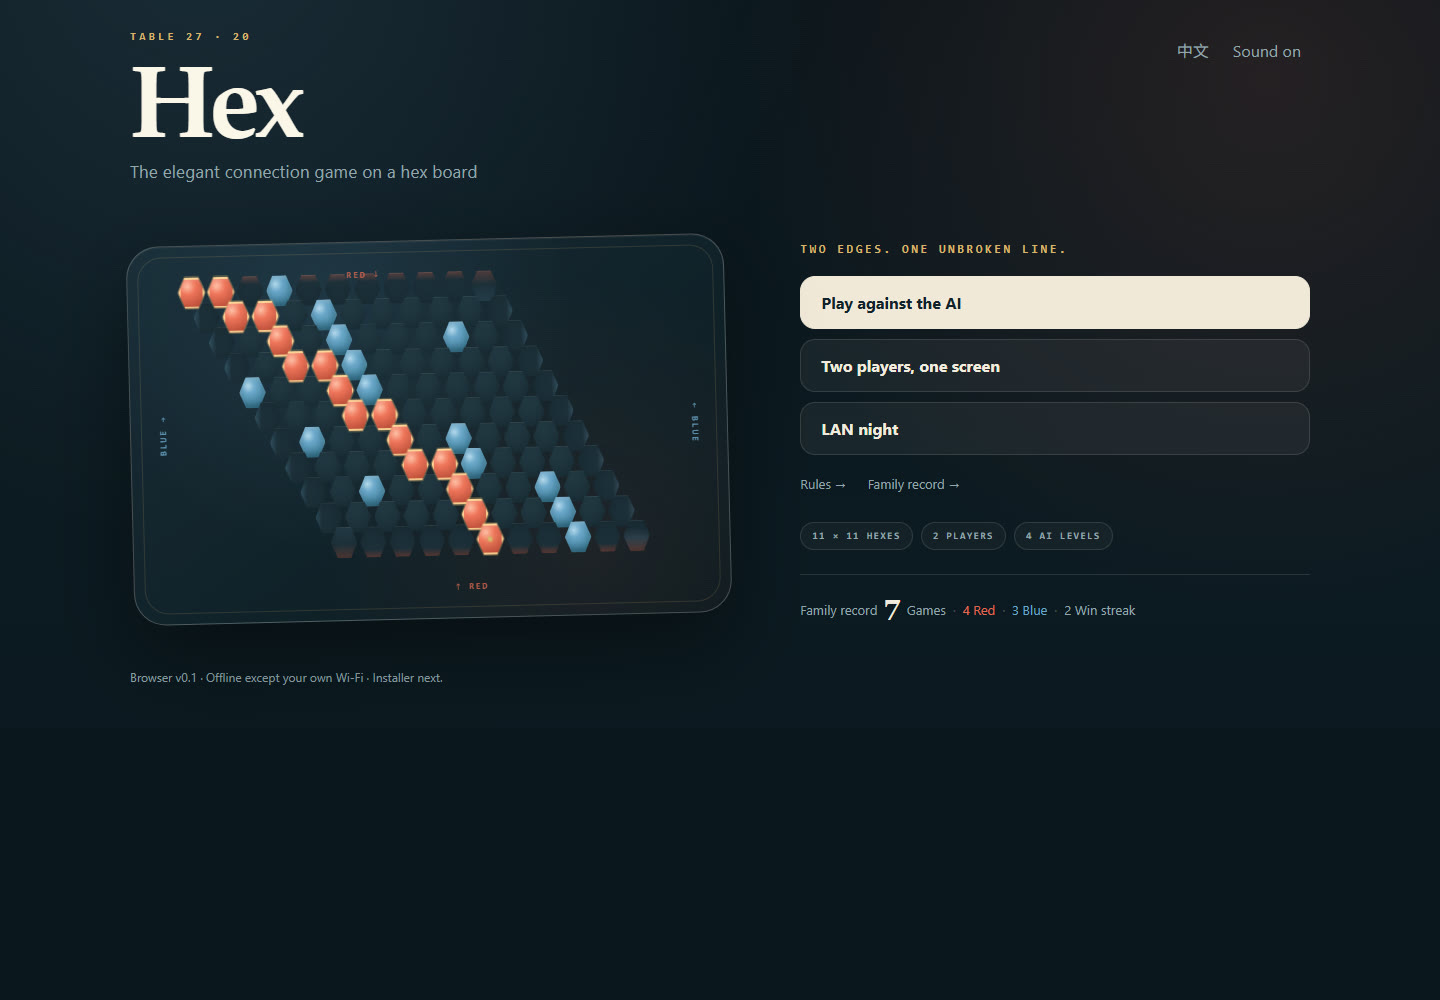 TABLE 27 · 20
中文 Sound on
Hex
The elegant connection game on a hex board
RED ↓
BLUE →
← BLUE
↑ RED
TWO EDGES. ONE UNBROKEN LINE.
Play against the AI
Two players, one screen
LAN night
Rules → Family record →
11 × 11 HEXES 2 PLAYERS 4 AI LEVELS
Family record 7 Games · 4 Red · 3 Blue · 2 Win streak
Browser v0.1 · Offline except your own Wi-Fi · Installer next.